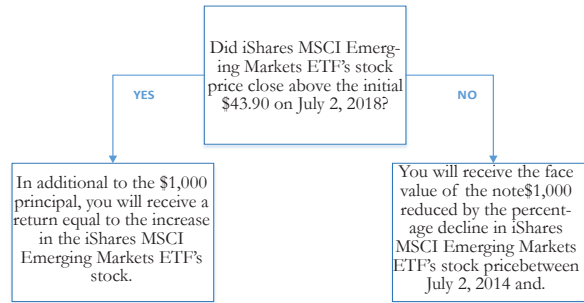 Did iShares MSCI Emerg-
ing Markets ETF's stock
price close above the initial
$43.90 on July 2, 2018?
YES
NO
In additional to the $1,000
principal, you will receive a
return equal to the increase
in the iShares MSCI
Emerging Markets ETF's
stock.
You will receive the face
value of the note$1,000
reduced by the percent-
age decline in iShares
MSCI Emerging Markets
ETF's stock pricebetween
July 2, 2014 and.